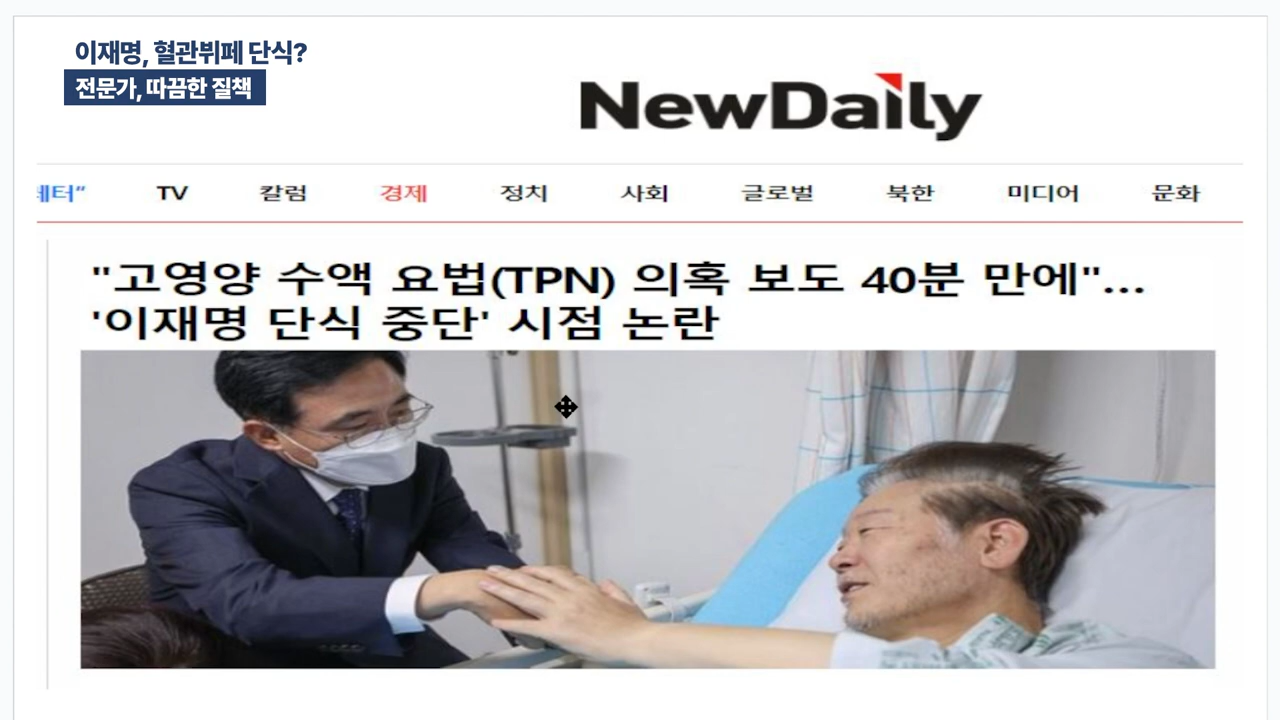 이재명, 혈관뷔페 단식?
전문가, 따끔한 질책
NewDaily
TV 칼럼 경제 정치 사회 글로벌 북한 미디어 문화
"고영양 수액 요법(TPN) 의혹 보도 40분 만에"...
'이재명 단식 중단' 시점 논란